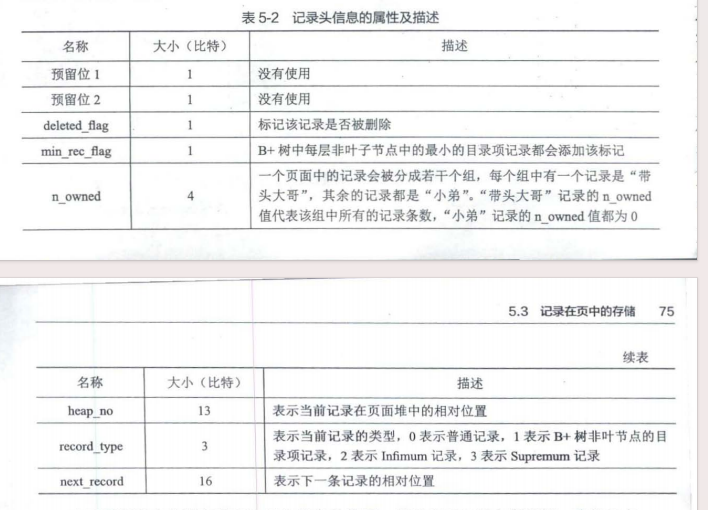 表 5-2 记录头信息的属性及描述
名称 大小（比特） 描述
预留位 1 1 没有使用
预留位 2 1 没有使用
deleted_flag 1 标记该记录是否被删除
min_rec_flag 1 B+ 树中每层非叶子节点中的最小的目录项记录都会添加该标记
一个页面中的记录会被分成若干个组，每个组中有一个记录是“带
n_owned 4 头大哥”，其余的记录都是“小弟”。“带头大哥”记录的 n_owned
值代表该组中所有的记录条数，“小弟”记录的 n_owned 值都为 0
5.3 记录在页中的存储 75
续表
名称 大小（比特） 描述
heap_no 13 表示当前记录在页面堆中的相对位置
record_type 3 表示当前记录的类型，0 表示普通记录，1 表示 B+ 树非叶节点的目
录项记录，2 表示 Infimum 记录，3 表示 Supremum 记录
next_record 16 表示下一条记录的相对位置